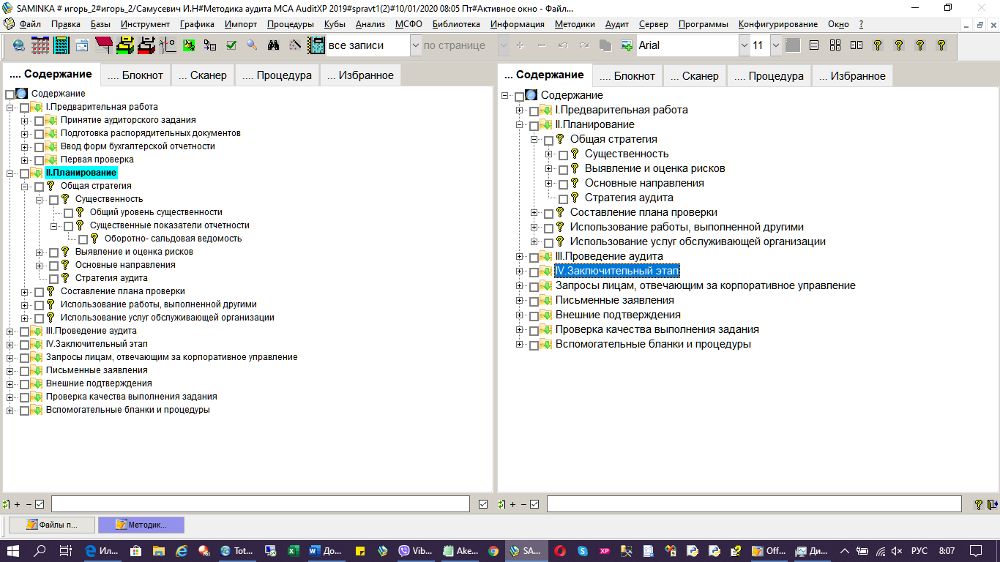 SAMINKA # игорь_2#игорь_2/Самусевич И.Н#Методика аудита МСА AuditXP 2019#spravt1(2)#10/01/2020 08:05 Пт#Активное окно - Файл...
Файл Правка Базы Инструмент Графика Импорт Процедуры Кубы Анализ МСФО Библиотека Информация Методики Аудит Сервер Программы Конфигурирование Окно ?
все записи по странице Arial 11
.... Содержание .... Блокнот ... Сканер .... Процедура ... Избранное
Содержание
I.Предварительная работа
Принятие аудиторского задания
Подготовка распорядительных документов
Ввод форм бухгалтерской отчетности
Первая проверка
II.Планирование
Общая стратегия
Существенность
Общий уровень существенности
Существенные показатели отчетности
Оборотно- сальдовая ведомость
Выявление и оценка рисков
Основные направления
Стратегия аудита
Составление плана проверки
Использование работы, выполненной другими
Использование услуг обслуживающей организации
III.Проведение аудита
IV.Заключительный этап
Запросы лицам, отвечающим за корпоративное управление
Письменные заявления
Внешние подтверждения
Проверка качества выполнения задания
Вспомогательные бланки и процедуры
... Содержание .... Блокнот ... Сканер .... Процедура ... Избранное
Содержание
I.Предварительная работа
II.Планирование
Общая стратегия
Существенность
Выявление и оценка рисков
Основные направления
Стратегия аудита
Составление плана проверки
Использование работы, выполненной другими
Использование услуг обслуживающей организации
III.Проведение аудита
IV.Заключительный этап
Запросы лицам, отвечающим за корпоративное управление
Письменные заявления
Внешние подтверждения
Проверка качества выполнения задания
Вспомогательные бланки и процедуры
Файлы п... Методик...
Ил... Tot... До... Vib... Ake... SA... XP Off... Ди... РУС 8:07